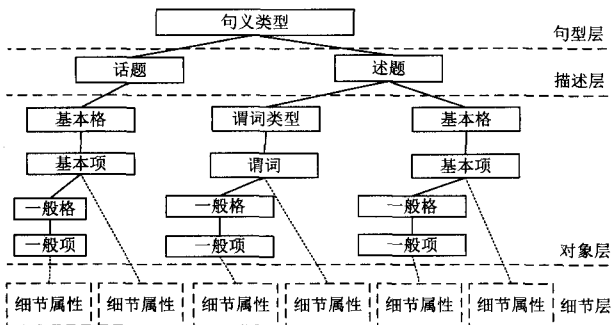 句义类型
句型层
话题 述题
描述层
基本格 谓词类型 基本格
基本项 谓词 基本项
一般格 一般格 一般格
一般项 一般项 一般项
对象层
细节属性 细节属性 细节属性 细节属性 细节属性 细节属性 细节层